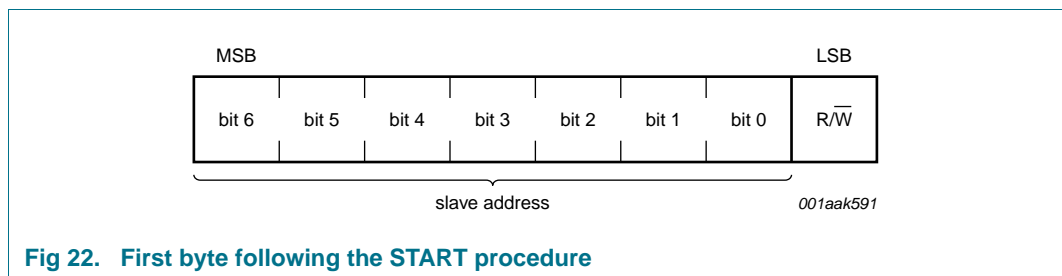 MSB LSB
bit 6 bit 5 bit 4 bit 3 bit 2 bit 1 bit 0 R/W̅
slave address 001aak591
Fig 22. First byte following the START procedure